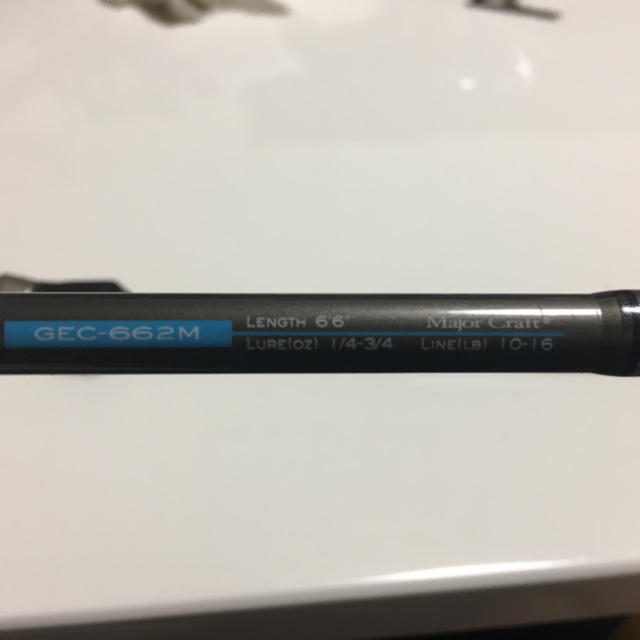 GEC-662M
LENGTH 6'6 Major Craft
LURE(OZ) 1/4-3/4 LINE(LB) 10-16